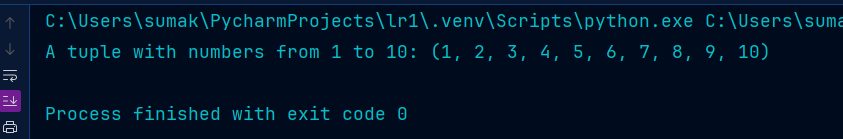 C:\Users\sumak\PycharmProjects\lr1\.venv\Scripts\python.exe C:\Users\suma
A tuple with numbers from 1 to 10: (1, 2, 3, 4, 5, 6, 7, 8, 9, 10)
Process finished with exit code 0